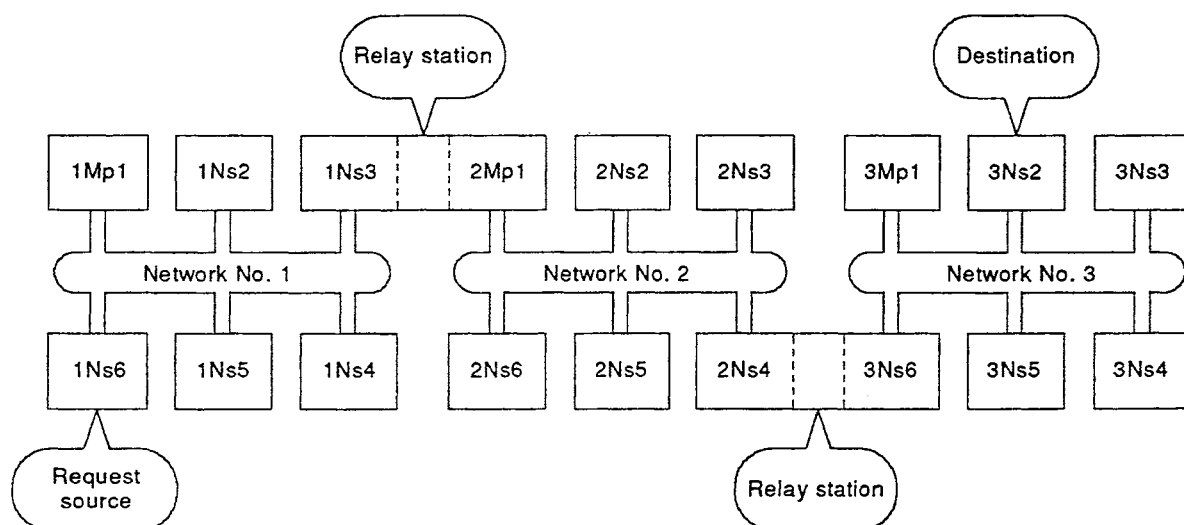 Relay station
Destination
1Mp1 1Ns2 1Ns3 2Mp1 2Ns2 2Ns3 3Mp1 3Ns2 3Ns3
Network No. 1 Network No. 2 Network No. 3
1Ns6 1Ns5 1Ns4 2Ns6 2Ns5 2Ns4 3Ns6 3Ns5 3Ns4
Request
source
Relay station